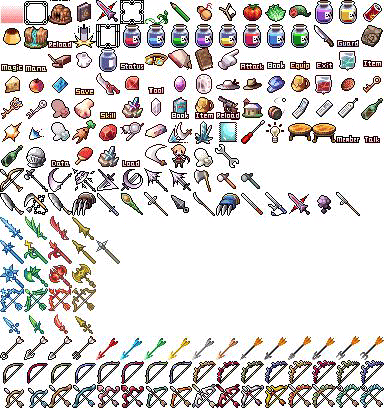 Reload
Guard
Magic Mana Status Attack Book Equip Exit Item
Save Tool
Skill Book Item Reload
Maker Talk
Data Load